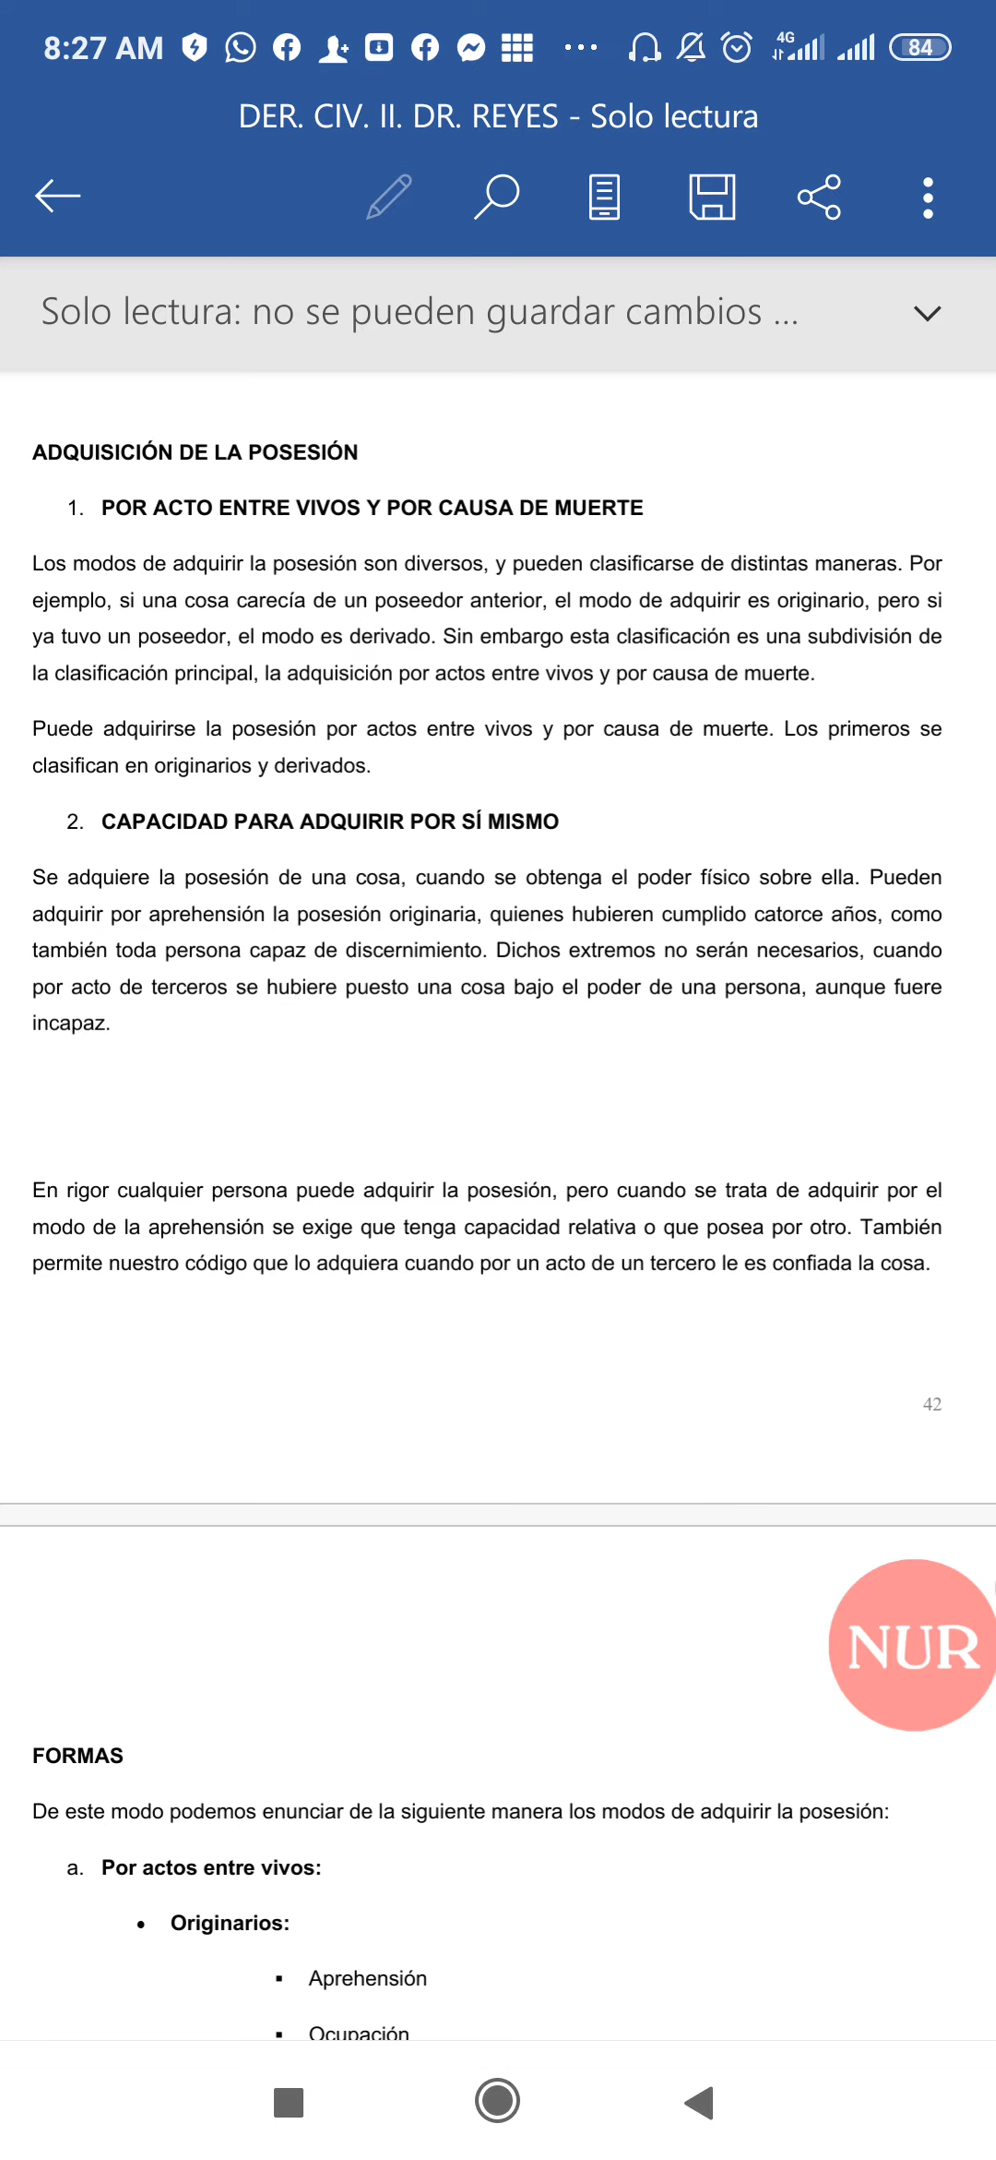 8:27 AM
4G
84
DER. CIV. II. DR. REYES - Solo lectura
Solo lectura: no se pueden guardar cambios ...
ADQUISICIÓN DE LA POSESIÓN
1. POR ACTO ENTRE VIVOS Y POR CAUSA DE MUERTE
Los modos de adquirir la posesión son diversos, y pueden clasificarse de distintas maneras. Por
ejemplo, si una cosa carecía de un poseedor anterior, el modo de adquirir es originario, pero si
ya tuvo un poseedor, el modo es derivado. Sin embargo esta clasificación es una subdivisión de
la clasificación principal, la adquisición por actos entre vivos y por causa de muerte.
Puede adquirirse la posesión por actos entre vivos y por causa de muerte. Los primeros se
clasifican en originarios y derivados.
2. CAPACIDAD PARA ADQUIRIR POR SÍ MISMO
Se adquiere la posesión de una cosa, cuando se obtenga el poder físico sobre ella. Pueden
adquirir por aprehensión la posesión originaria, quienes hubieren cumplido catorce años, como
también toda persona capaz de discernimiento. Dichos extremos no serán necesarios, cuando
por acto de terceros se hubiere puesto una cosa bajo el poder de una persona, aunque fuere
incapaz.
En rigor cualquier persona puede adquirir la posesión, pero cuando se trata de adquirir por el
modo de la aprehensión se exige que tenga capacidad relativa o que posea por otro. También
permite nuestro código que lo adquiera cuando por un acto de un tercero le es confiada la cosa.
42
NUR
FORMAS
De este modo podemos enunciar de la siguiente manera los modos de adquirir la posesión:
a. Por actos entre vivos:
• Originarios:
▪ Aprehensión
▪ Ocupación